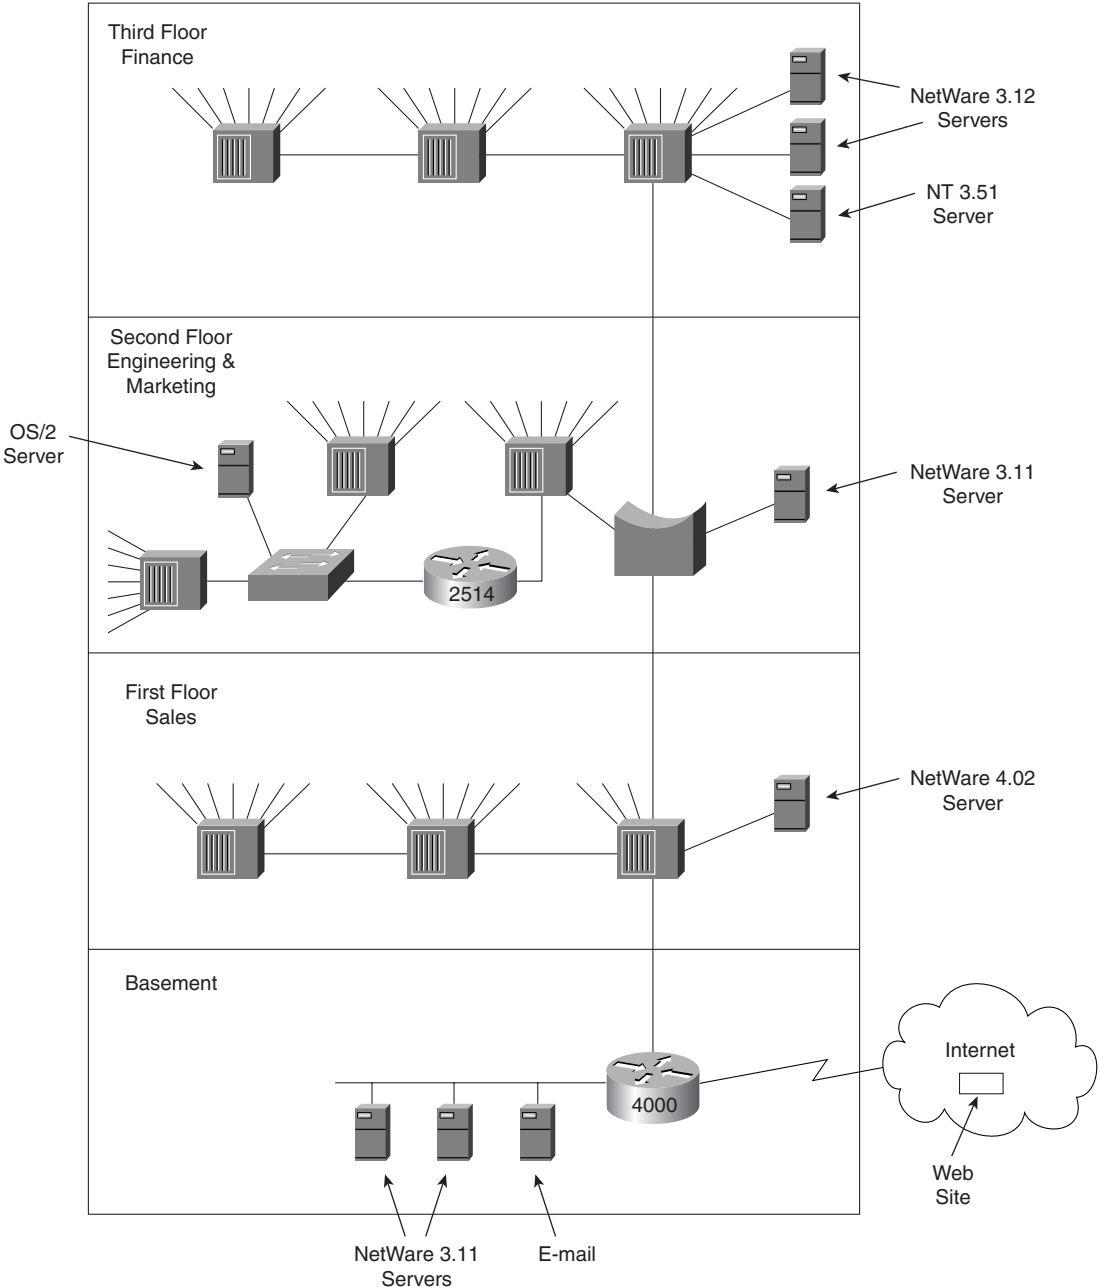 Third Floor
Finance
NetWare 3.12
Servers
NT 3.51
Server
Second Floor
Engineering &
Marketing
OS/2
Server
NetWare 3.11
Server
2514
First Floor
Sales
NetWare 4.02
Server
Basement
Internet
4000
Web
Site
NetWare 3.11
Servers
E-mail